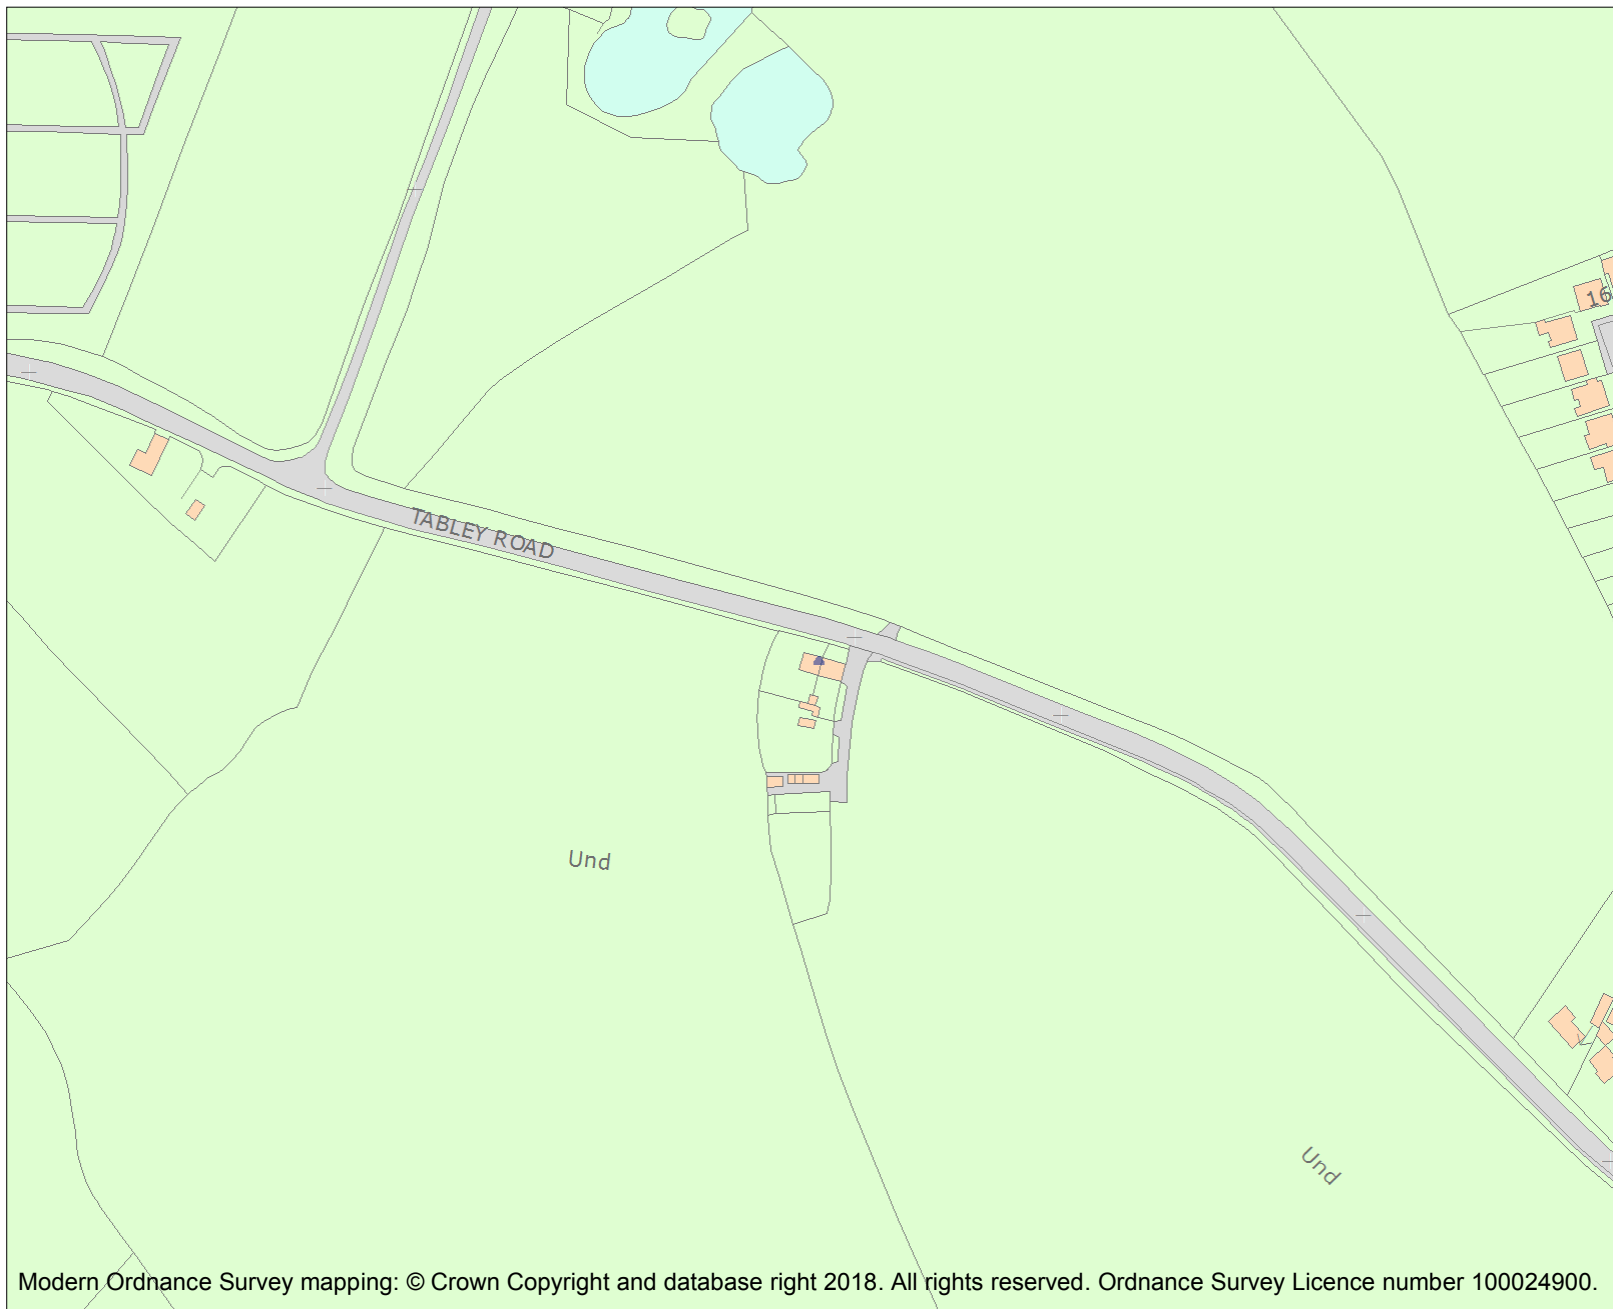 16
TABLEY ROAD
Und
Und
Modern Ordnance Survey mapping: © Crown Copyright and database right 2018. All rights reserved. Ordnance Survey Licence number 100024900.